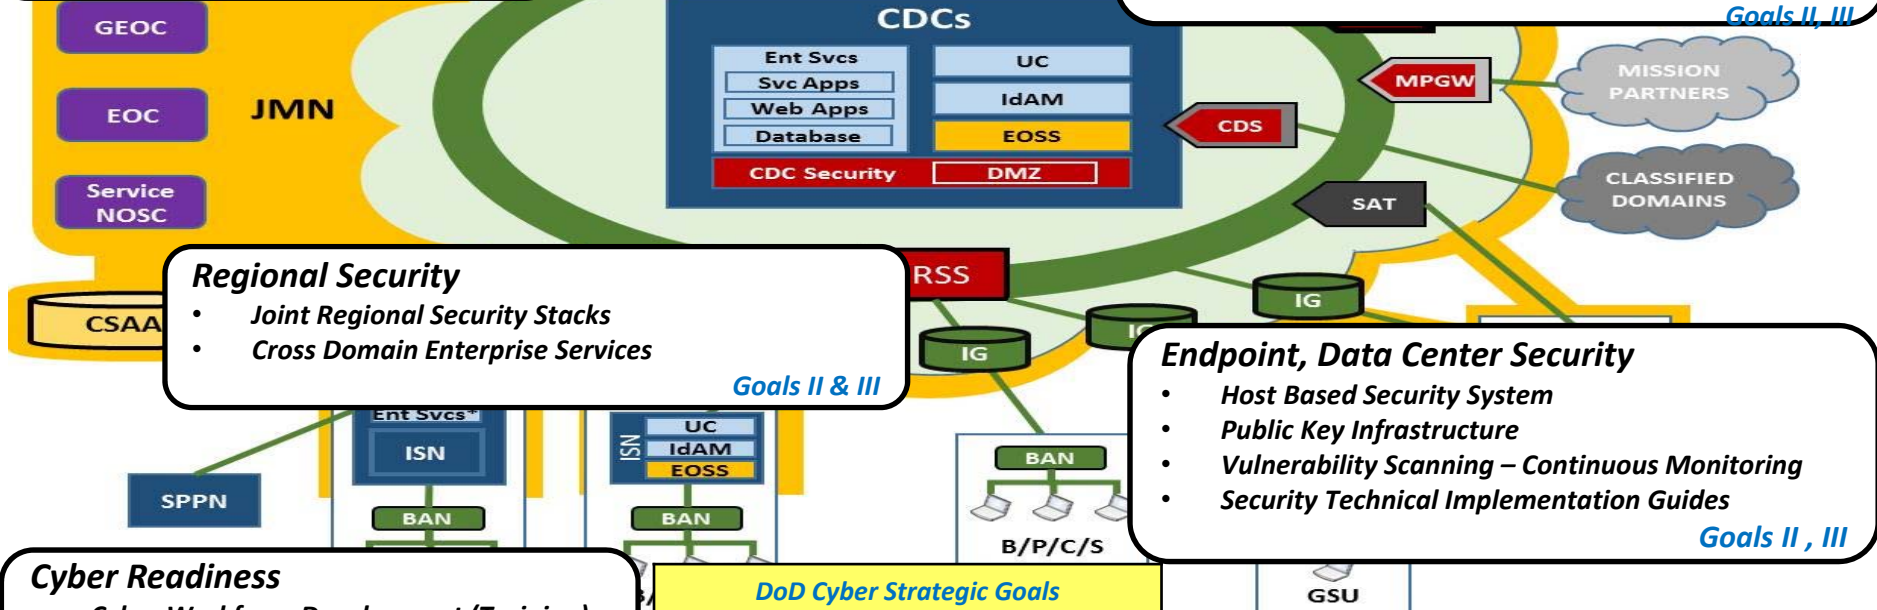 Goals II, III
GEOC
EOC
Service
NOSC
JMN
CSAA
CDCs
Ent Svcs
Svc Apps
Web Apps
Database
UC
IdAM
EOSS
CDC Security
DMZ
MPGW
CDS
SAT
MISSION
PARTNERS
CLASSIFIED
DOMAINS
Regional Security
• Joint Regional Security Stacks
• Cross Domain Enterprise Services
Goals II & III
RSS
IG
IG
Endpoint, Data Center Security
• Host Based Security System
• Public Key Infrastructure
• Vulnerability Scanning – Continuous Monitoring
• Security Technical Implementation Guides
Goals II , III
SPPN
Ent Svcs*
ISN
BAN
ISN
UC
IdAM
EOSS
BAN
BAN
B/P/C/S
GSU
Cyber Readiness
DoD Cyber Strategic Goals